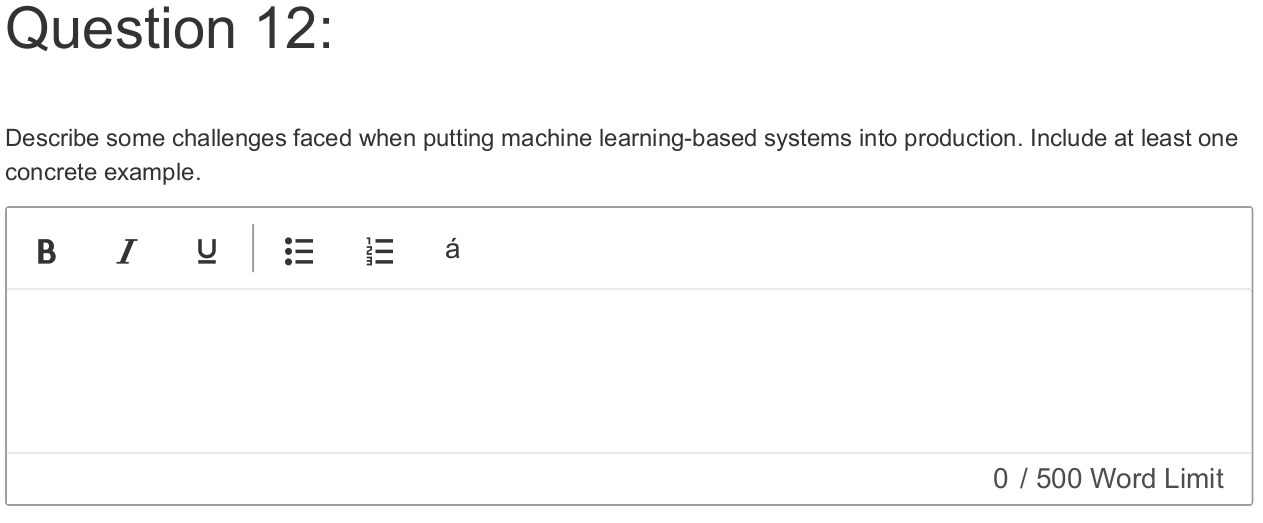 Question 12:
Describe some challenges faced when putting machine learning-based systems into production. Include at least one
concrete example.
B I U á
0 / 500 Word Limit